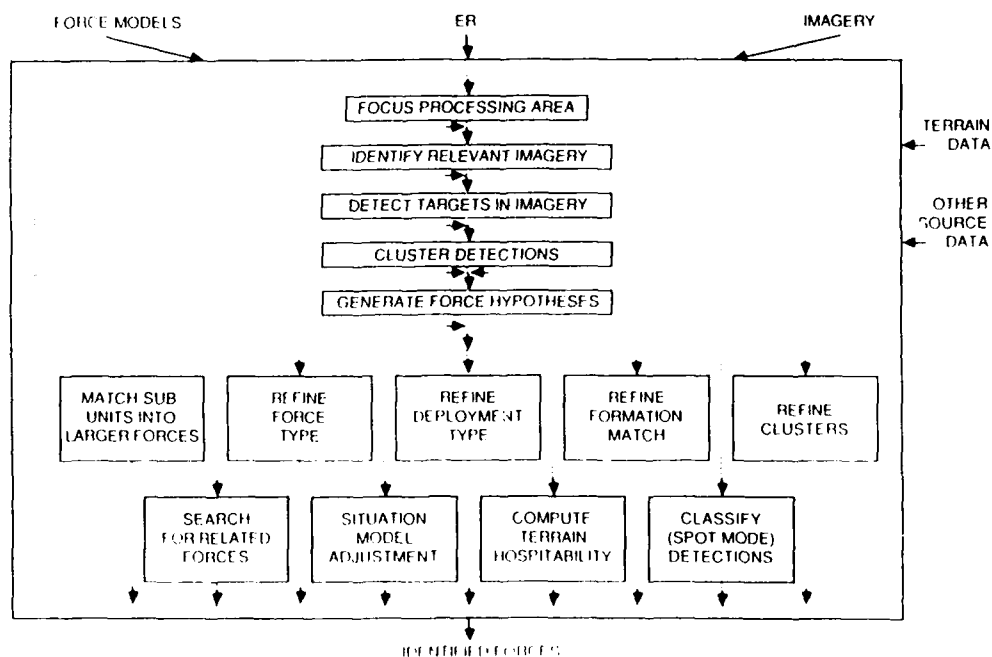 FORCE MODELS
ER
IMAGERY
FOCUS PROCESSING AREA
TERRAIN
DATA
IDENTIFY RELEVANT IMAGERY
DETECT TARGETS IN IMAGERY
OTHER
SOURCE
DATA
CLUSTER DETECTIONS
GENERATE FORCE HYPOTHESES
MATCH SUB
UNITS INTO
LARGER FORCES
REFINE
FORCE
TYPE
REFINE
DEPLOYMENT
TYPE
REFINE
FORMATION
MATCH
REFINE
CLUSTERS
SEARCH
FOR RELATED
FORCES
SITUATION
MODEL
ADJUSTMENT
COMPUTE
TERRAIN
HOSPITABILITY
CLASSIFY
(SPOT MODE)
DETECTIONS
IDENTIFIED FORCES